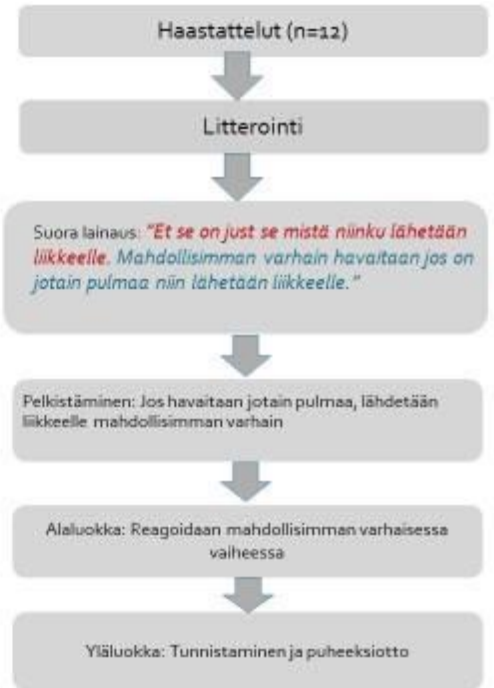 Haastattelut (n=12)
Litterointi
Suora lainaus: "Et se on just se mistä niinku lähetään
liikkeelle. Mahdollisimman varhain havaitaan jos on
jotain pulmaa niin lähetään liikkeelle."
Pelkistäminen: Jos havaitaan jotain pulmaa, lähdetään
liikkeelle mahdollisimman varhain
Alaluokka: Reagoidaan mahdollisimman varhaisessa
vaiheessa
Yläluokka: Tunnistaminen ja puheeksiotto